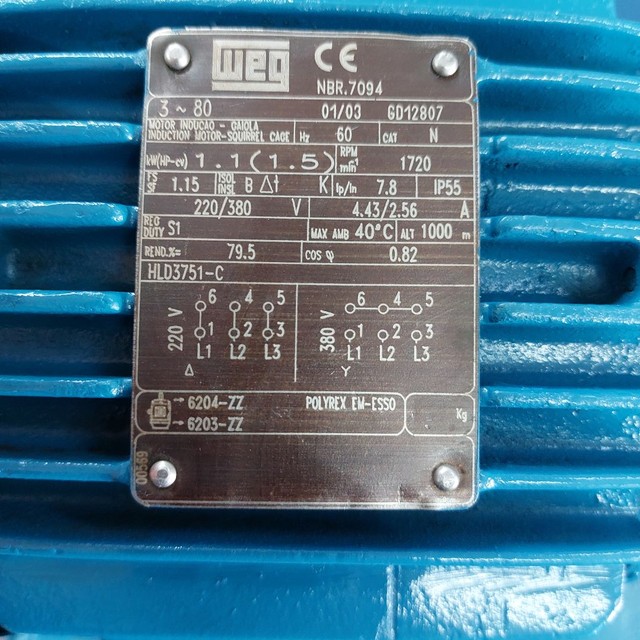 WEG CE
NBR.7094
3 ~ 80 01/03 GD12807
MOTOR INDUCAO - GAIOLA
INDUCTION MOTOR-SQUIRREL CAGE Hz 60 CAT N
kW(HP-cv) 1.1(1.5) RPM min⁻¹ 1720
FS SF 1.15 ISOL INSL B Δt K Ip/In 7.8 IP55
220/380 V 4.43/2.56 A
REG DUTY S1 MAX AMB 40°C ALT 1000 m
REND.%= 79.5 COS φ 0.82
HLD3751-C
6 4 5 6 4 5
220 V 1 2 3 380 V 1 2 3
L1 L2 L3 L1 L2 L3
Δ Y
→ 6204-ZZ POLYREX EM-ESSO
→ 6203-ZZ Kg